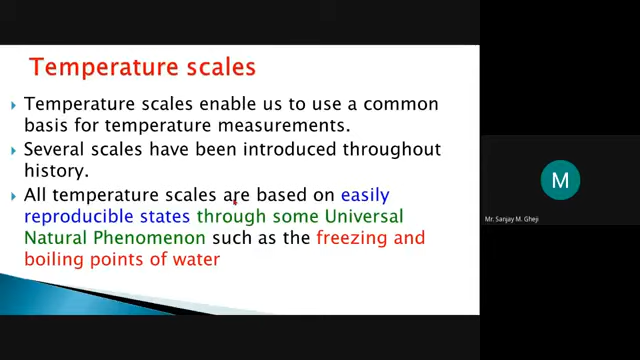 Temperature scales
Temperature scales enable us to use a common
basis for temperature measurements.
Several scales have been introduced throughout
history.
All temperature scales are based on easily
reproducible states through some Universal
Natural Phenomenon such as the freezing and
boiling points of water
M
Mr. Sanjay M. Gheji